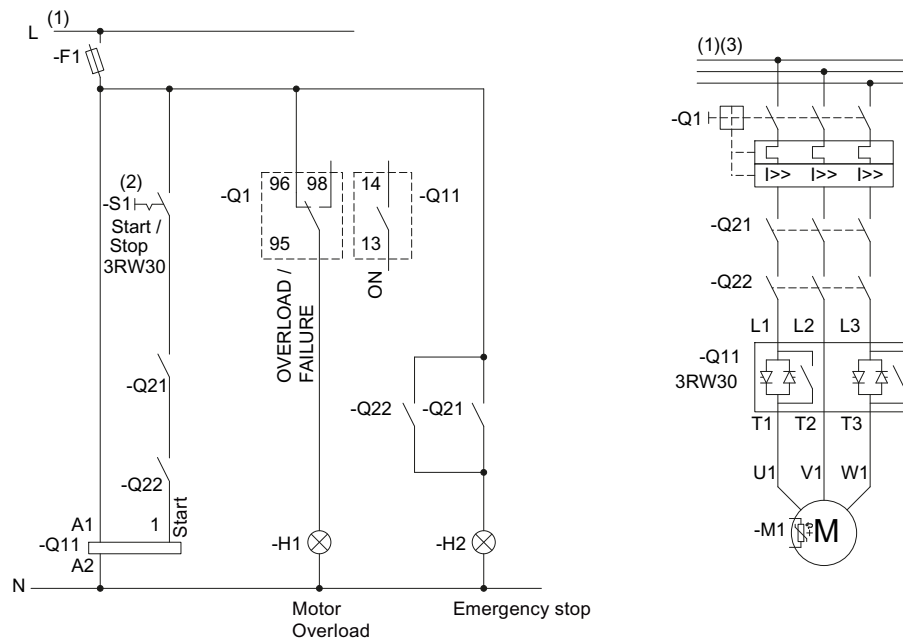 (1)
L
-F1
(2)
-S1
Start /
Stop
3RW30
-Q21
-Q22
A1
1
Start
-Q11
A2
N
-Q1
96 98
95
OVERLOAD /
FAILURE
14
13
-Q11
ON
-Q22
-Q21
-H1
-H2
Motor
Overload
Emergency stop
(1)(3)
-Q1
I>> I>> I>>
-Q21
-Q22
L1 L2 L3
-Q11
3RW30
T1 T2 T3
U1 V1 W1
-M1
M